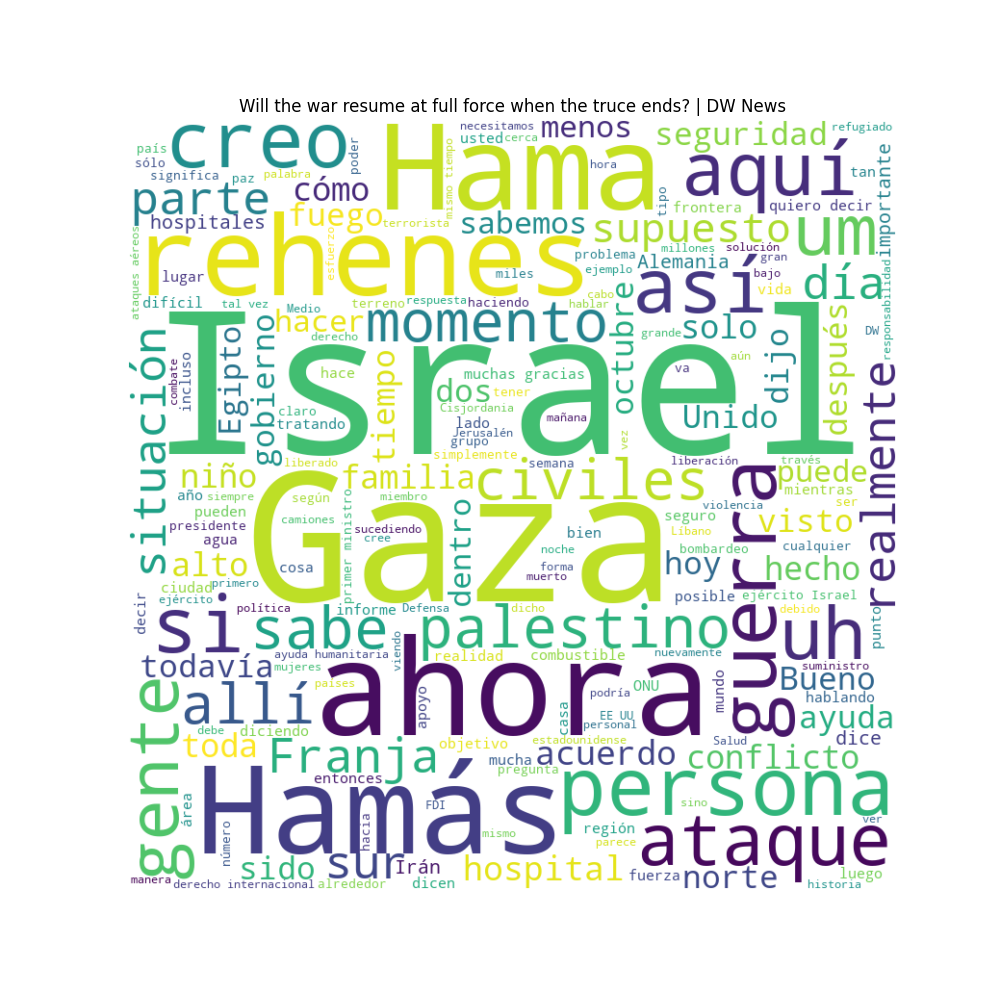 Will the war resume at full force when the truce ends? | DW News
necesitamos
menos
refugiado
creo
Hama
usted
cerca
seguridad
país
sólo
poder
hora
aquí
tan
importante
significa
paz
palabra
mismo tiempo
cómo
tipo
parte
quiero decir
hospitales
fuego
terrorista
sabemos
supuesto
frontera
um
ataques aéreos
rehenes
esfuerzo
problema
millones
solución
gran
Alemania
responsabilidad
lugar
miles
ejemplo
bajo
así
vida
día
difícil
tal vez
Medio
terreno
respuesta
haciendo
hablar
cabo
octubre
hacer
momento
solo
DW
derecho
grande
aún
dijo
después
Israel
situación
combate
incluso
Egipto
gobierno
hace
tiempo
muchas gracias
va
dos
tener
claro
Cisjordania
mañana
Unido
tratando
lado
Jerusalén
grupo
vez
realmente
simplemente
liberado
semana
liberación
través
niño
familia
civiles
guerra
puede
mientras
año
siempre
según
miembro
violencia
ser
pueden
Gaza
primer ministro
dentro
seguro
visto
presidente
camiones
sucediendo
Líbano
agua
cree
bien
cualquier
noche
bombardeo
alto
cosa
forma
hoy
hecho
muerto
ciudad
primero
posible
ejército Israel
decir
ejército
política
informe
Defensa
dicho
debido
punto
si
sabe
palestino
uh
viendo
todavía
ayuda humanitaria
realidad
combustible
nuevamente
suministro
mujeres
ahora
Bueno
gente
países
apoyo
ONU
mundo
hablando
allí
podría
debe
casa
EE UU
personal
ayuda
diciendo
toda
objetivo
estadounidense
Salud
dice
Franja
mucha
acuerdo
conflicto
entonces
pregunta
Hamás
persona
área
FDI
sino
ver
número
hacia
mismo
región
parece
ataque
sido
sur
Irán
hospital
fuerza
norte
luego
manera
derecho internacional
alrededor
dicen
historia